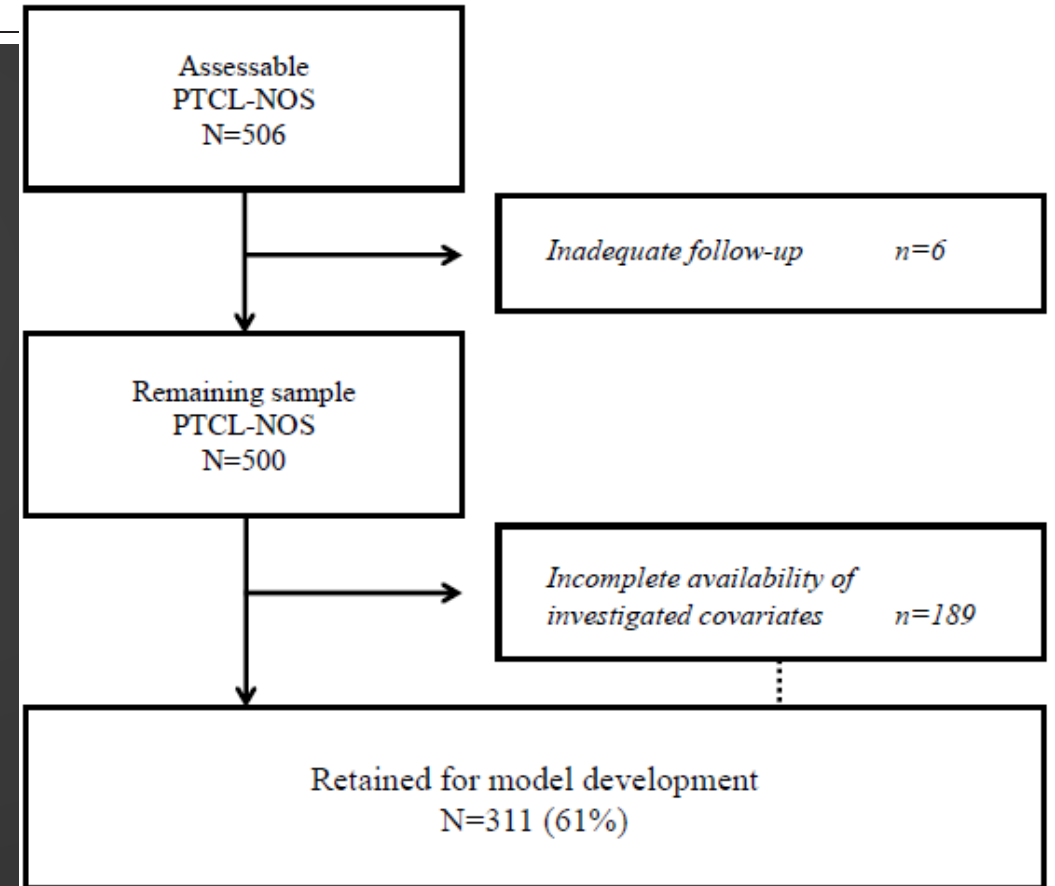 Assessable
PTCL-NOS
N=506
Inadequate follow-up n=6
Remaining sample
PTCL-NOS
N=500
Incomplete availability of
investigated covariates n=189
Retained for model development
N=311 (61%)